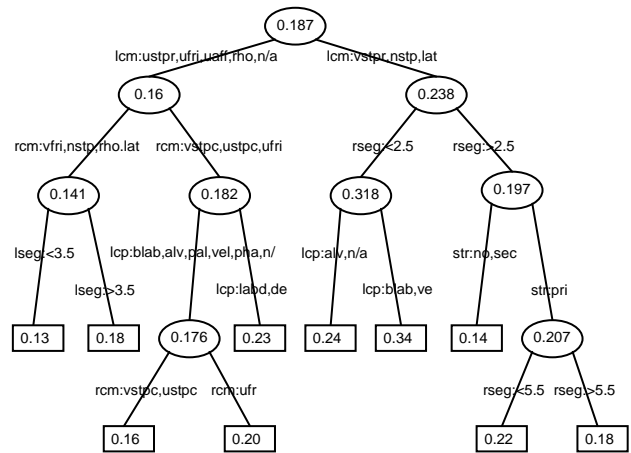 0.187
lcm:ustpr,ufri,uaff,rho,n/a
lcm:vstpr,nstp,lat
0.16
0.238
rcm:vfri,nstp,rho.lat
rcm:vstpc,ustpc,ufri
rseg:<2.5
rseg:>2.5
0.141
0.182
0.318
0.197
lseg:<3.5
lseg:>3.5
lcp:blab,alv,pal,vel,pha,n/
lcp:labd,de
lcp:alv,n/a
lcp:blab,ve
str:no,sec
str:pri
0.13
0.18
0.176
0.23
0.24
0.34
0.14
0.207
rcm:vstpc,ustpc
rcm:ufr
rseg:<5.5
rseg:>5.5
0.16
0.20
0.22
0.18